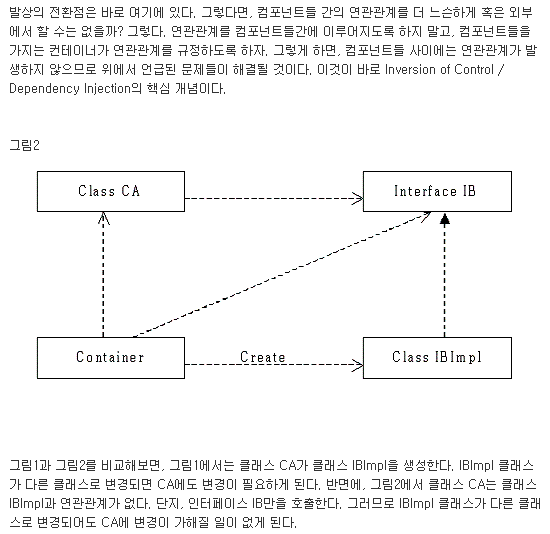 발상의 전환점은 바로 여기에 있다. 그렇다면, 컴포넌트들 간의 연관관계를 더 느슨하게 혹은 외부
에서 할 수는 없을까? 그렇다. 연관관계를 컴포넌트들간에 이루어지도록 하지 말고, 컴포넌트들을
가지는 컨테이너가 연관관계를 규정하도록 하자. 그렇게 하면, 컴포넌트들 사이에는 연관관계가 발
생하지 않으므로 위에서 언급된 문제들이 해결될 것이다. 이것이 바로 Inversion of Control /
Dependency Injection의 핵심 개념이다.
그림2
Class CA
Interface IB
Container
Create
Class IBImpl
그림1과 그림2를 비교해보면, 그림1에서는 클래스 CA가 클래스 IBImpl을 생성한다. IBImpl 클래스
가 다른 클래스로 변경되면 CA에도 변경이 필요하게 된다. 반면에, 그림2에서 클래스 CA는 클래스
IBImpl과 연관관계가 없다. 단지, 인터페이스 IB만을 호출한다. 그러므로 IBImpl 클래스가 다른 클래
스로 변경되어도 CA에 변경이 가해질 일이 없게 된다.